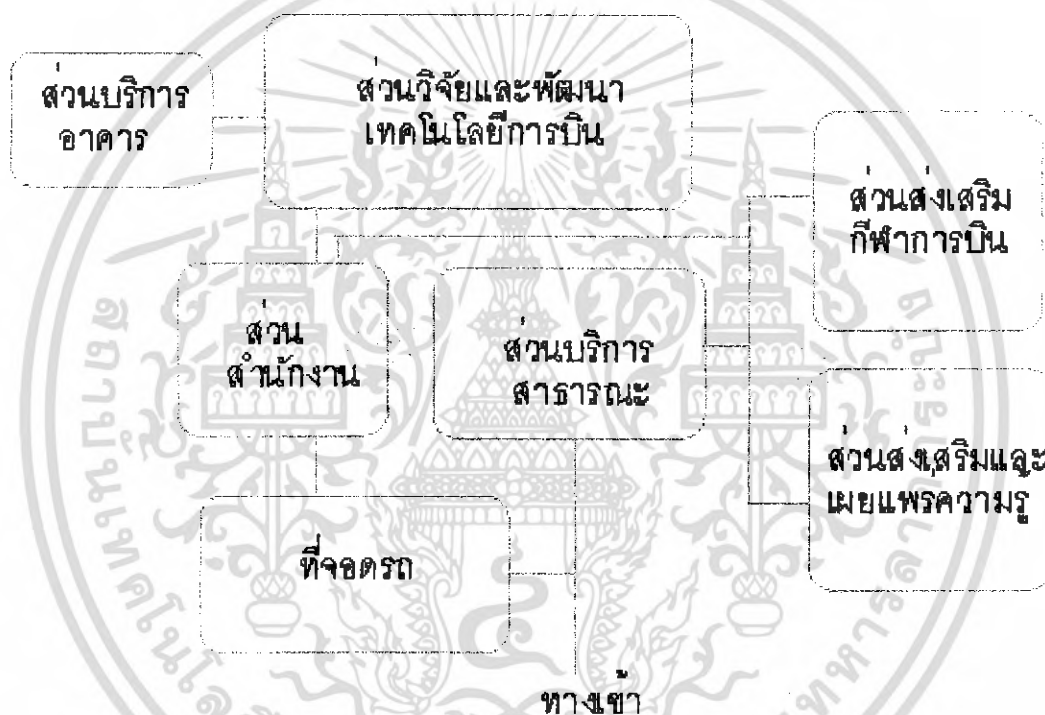 ส่วนบริการ
อาคาร
ส่วนวิจัยและพัฒนา
เทคโนโลยีการบิน
ส่วนส่งเสริม
กีฬาการบิน
ส่วน
สำนักงาน
ส่วนบริการ
สาธารณะ
ส่วนส่งเสริมและ
เผยแพร่ความรู้
ที่จอดรถ
ทางเข้า